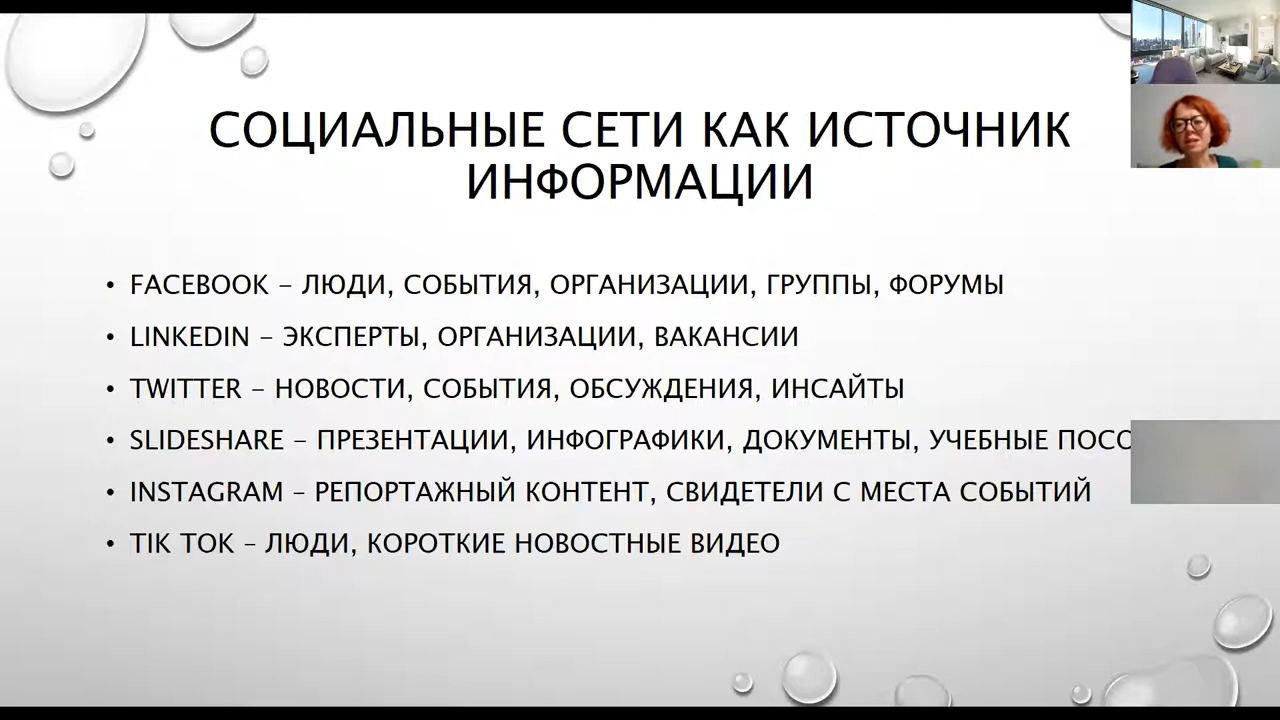 СОЦИАЛЬНЫЕ СЕТИ КАК ИСТОЧНИК
ИНФОРМАЦИИ
• FACEBOOK – ЛЮДИ, СОБЫТИЯ, ОРГАНИЗАЦИИ, ГРУППЫ, ФОРУМЫ
• LINKEDIN – ЭКСПЕРТЫ, ОРГАНИЗАЦИИ, ВАКАНСИИ
• TWITTER – НОВОСТИ, СОБЫТИЯ, ОБСУЖДЕНИЯ, ИНСАЙТЫ
• SLIDESHARE – ПРЕЗЕНТАЦИИ, ИНФОГРАФИКИ, ДОКУМЕНТЫ, УЧЕБНЫЕ
• INSTAGRAM – РЕПОРТАЖНЫЙ КОНТЕНТ, СВИДЕТЕЛИ С МЕСТА СОБЫТИЙ
• TIK TOK – ЛЮДИ, КОРОТКИЕ НОВОСТНЫЕ ВИДЕО